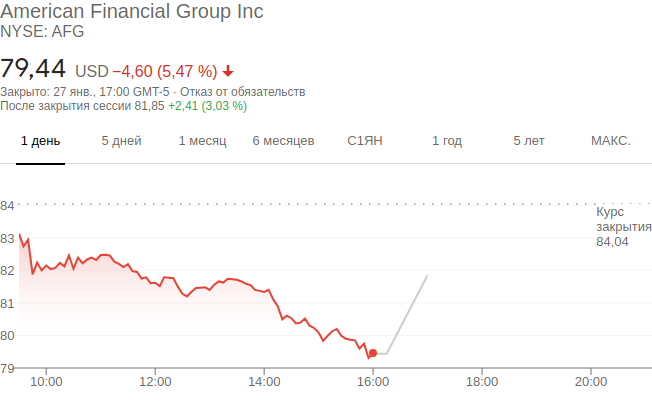 American Financial Group Inc
NYSE: AFG
79,44 USD −4,60 (5,47 %)
Закрыто: 27 янв., 17:00 GMT-5 · Отказ от обязательств
После закрытия сессии 81,85 +2,41 (3,03 %)
1 день 5 дней 1 месяц 6 месяцев С1ЯН 1 год 5 лет МАКС.
84
Курс
закрытия
84,04
83
82
81
80
79
10:00 12:00 14:00 16:00 18:00 20:00